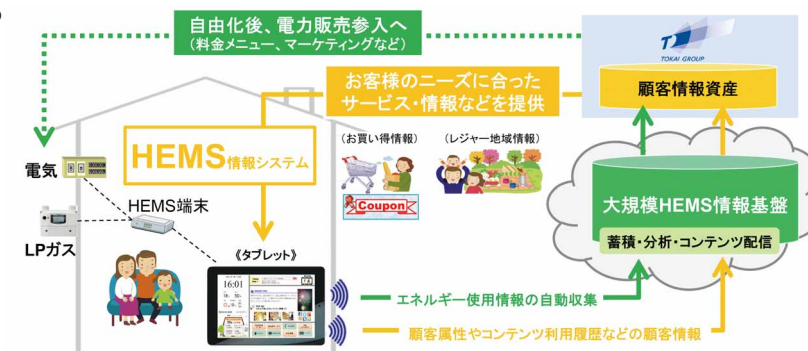 自由化後、電力販売参入へ
(料金メニュー、マーケティングなど)
TOKAI GROUP
顧客情報資産
お客様のニーズに合った
サービス・情報などを提供
HEMS情報システム
(お買い得情報)
(レジャー地域情報)
電気
HEMS端末
Coupon
大規模HEMS情報基盤
LPガス
《タブレット》
蓄積・分析・コンテンツ配信
16:01
エネルギー使用情報の自動収集
顧客属性やコンテンツ利用履歴などの顧客情報